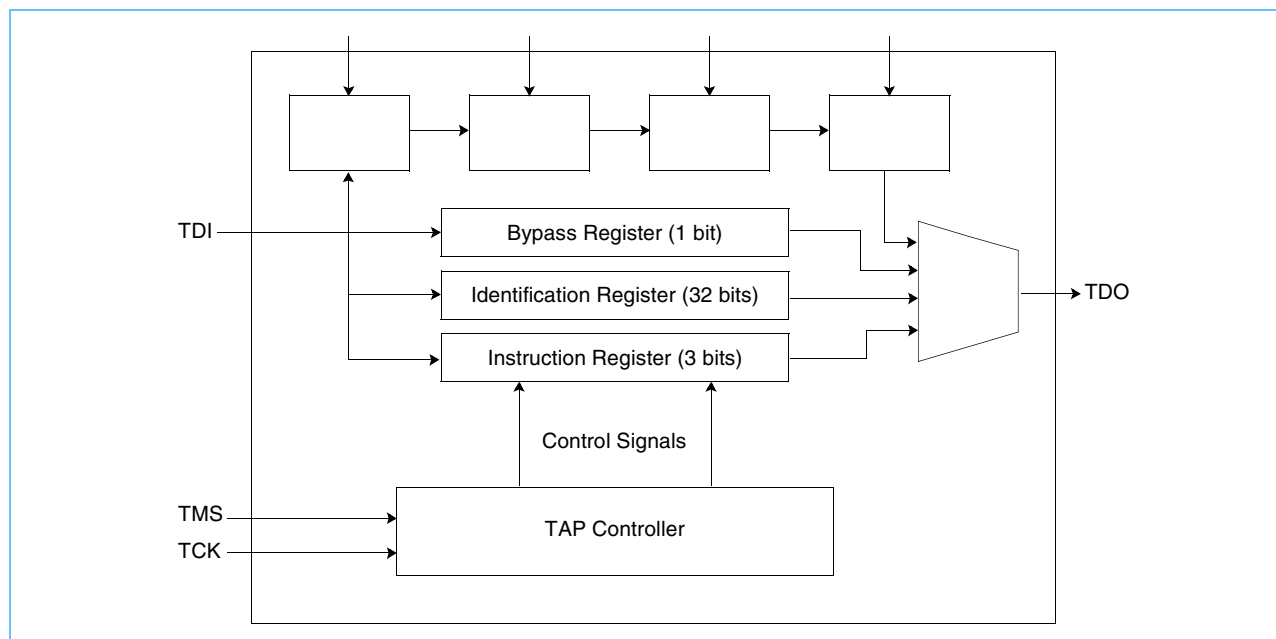 TDI
Bypass Register (1 bit)
Identification Register (32 bits)
TDO
Instruction Register (3 bits)
Control Signals
TMS
TCK
TAP Controller